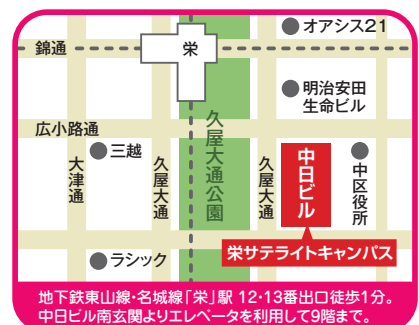 オアシス21
錦通
栄
明治安田
生命ビル
広小路通
三越
大津通
久屋大通
久屋大通公園
久屋大通
中日ビル
中区役所
栄サテライトキャンパス
ラシック
地下鉄東山線・名城線「栄」駅 12・13番出口徒歩1分。
中日ビル南玄関よりエレベータを利用して9階まで。